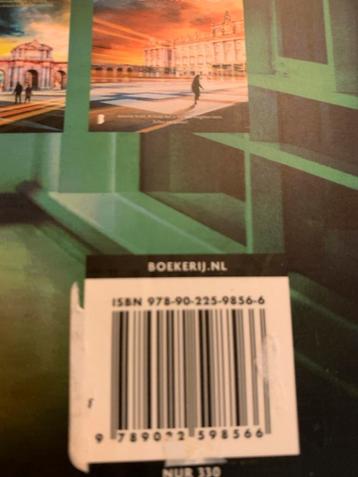 BOEKERIJ.NL
ISBN 978-90-225-9856-6
9 789022 598566
NUR 330